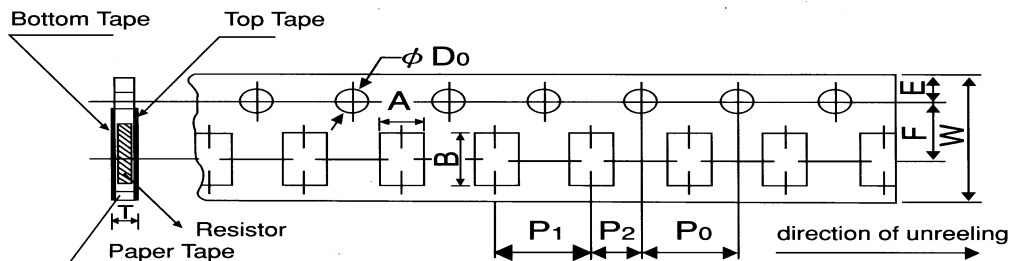 Bottom Tape
Top Tape
ϕ D₀
A
B
E
F
W
T
Resistor
Paper Tape
P₁
P₂
P₀
direction of unreeling